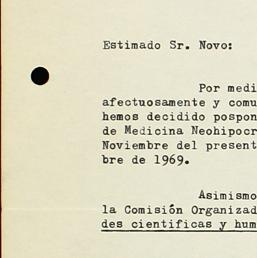 Estimado Sr. Novo:
Por medi
afectuosamente y comu
hemos decidido pospon
de Medicina Neohipocr
Noviembre del present
bre de 1969.
Asimismo
la Comisión Organizad
des cientificas y hum